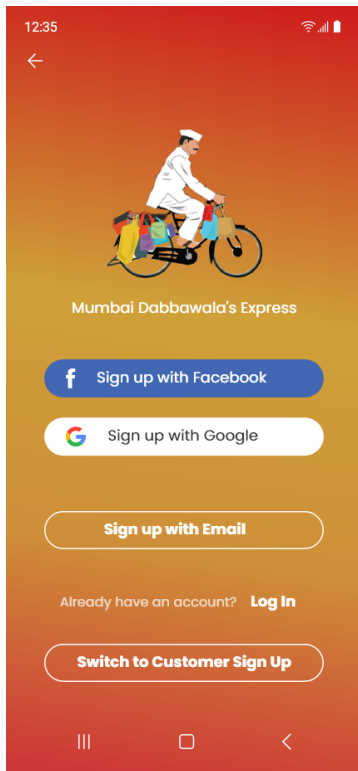 12:35
Mumbai Dabbawala's Express
Sign up with Facebook
Sign up with Google
Sign up with Email
Already have an account? Log In
Switch to Customer Sign Up